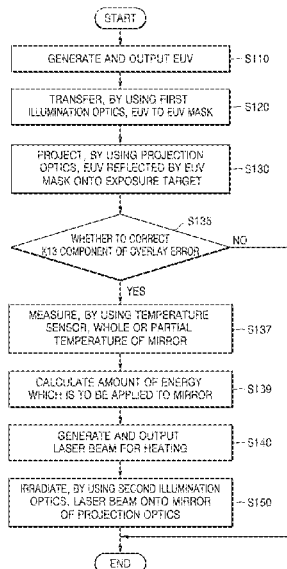 START
GENERATE AND OUTPUT EUV
S110
TRANSFER, BY USING FIRST
ILLUMINATION OPTICS, EUV TO EUV MASK
S120
PROJECT, BY USING PROJECTION
OPTICS, EUV REFLECTED BY EUV
MASK ONTO EXPOSURE TARGET
S130
S135
WHETHER TO CORRECT
K13 COMPONENT OF OVERLAY ERROR
NO
YES
MEASURE, BY USING TEMPERATURE
SENSOR, WHOLE OR PARTIAL
TEMPERATURE OF MIRROR
S137
CALCULATE AMOUNT OF ENERGY
WHICH IS TO BE APPLIED TO MIRROR
S139
GENERATE AND OUTPUT
LASER BEAM FOR HEATING
S140
IRRADIATE, BY USING SECOND ILLUMINATION
OPTICS, LASER BEAM ONTO MIRROR
OF PROJECTION OPTICS
S150
END